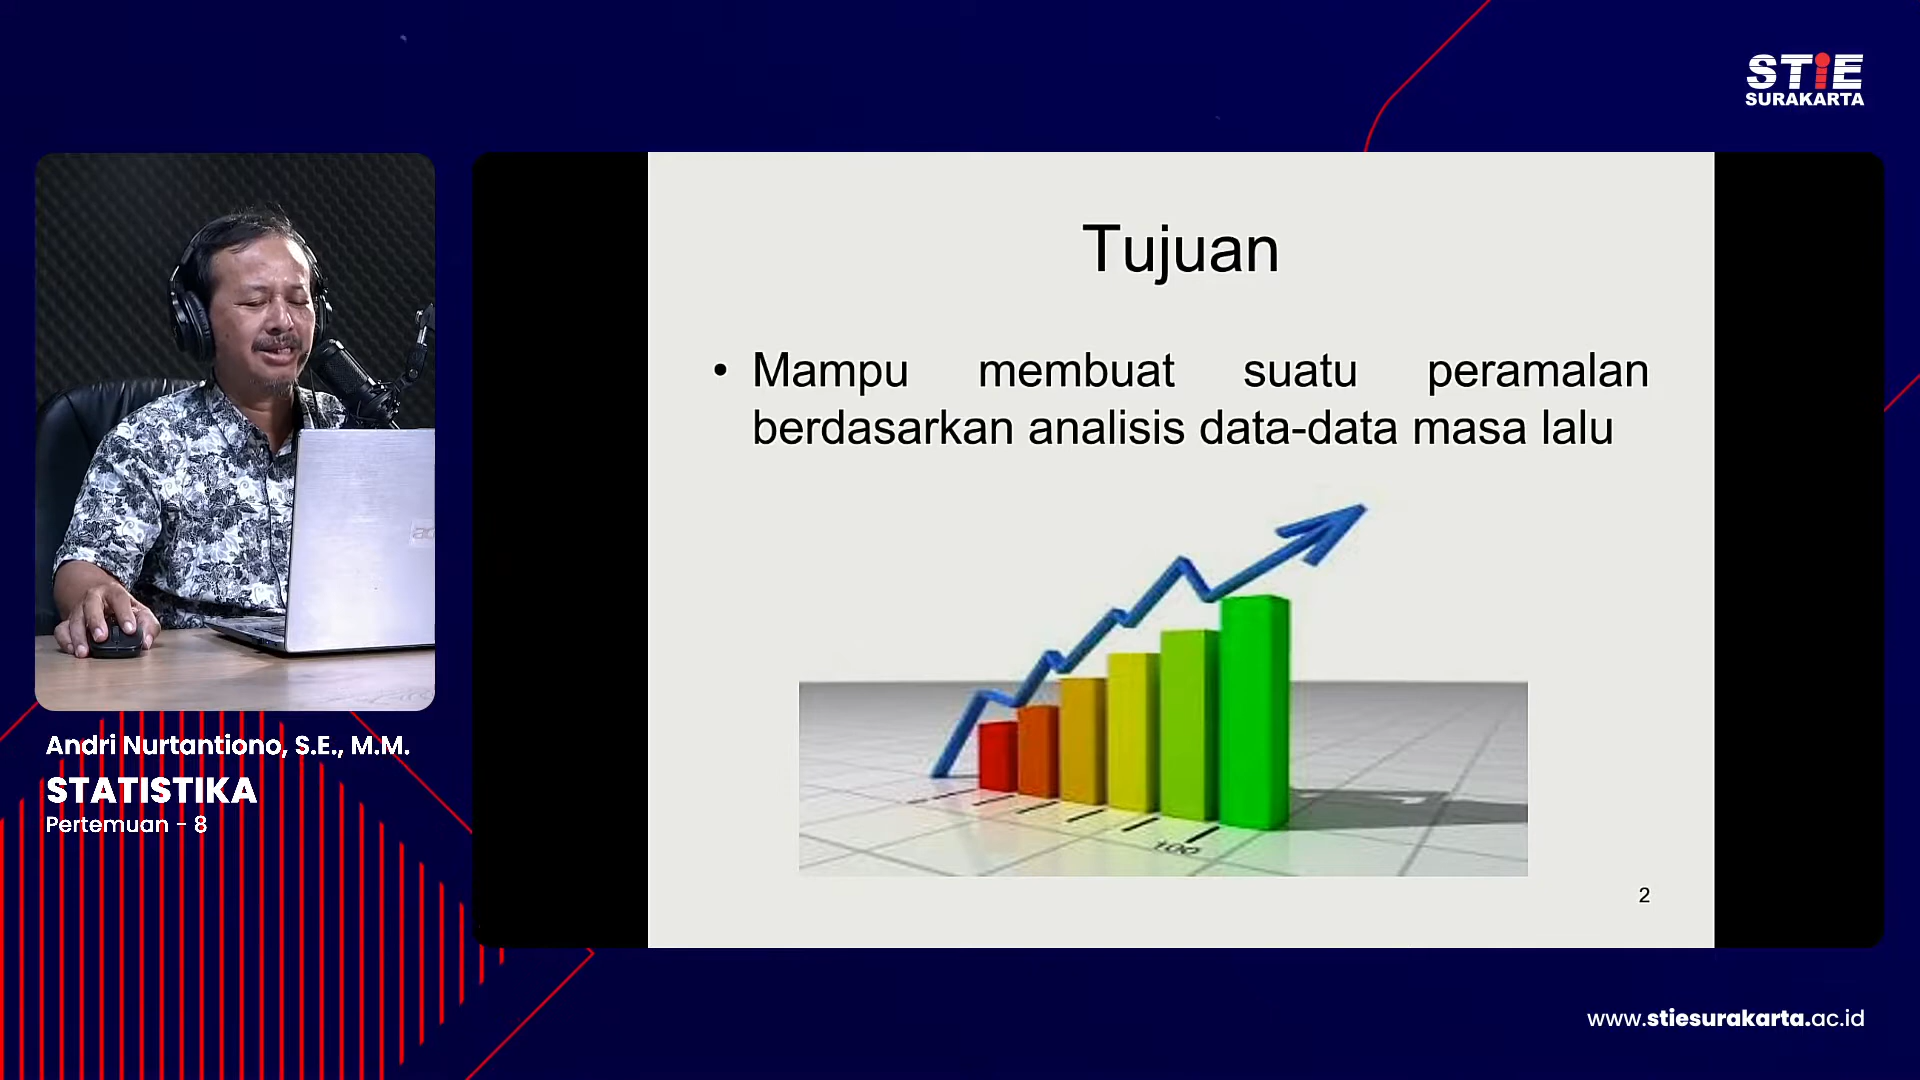 STiE
SURAKARTA
Tujuan
• Mampu membuat suatu peramalan
berdasarkan analisis data-data masa lalu
100
2
Andri Nurtantiono, S.E., M.M.
STATISTIKA
Pertemuan - 8
www.stiesurakarta.ac.id